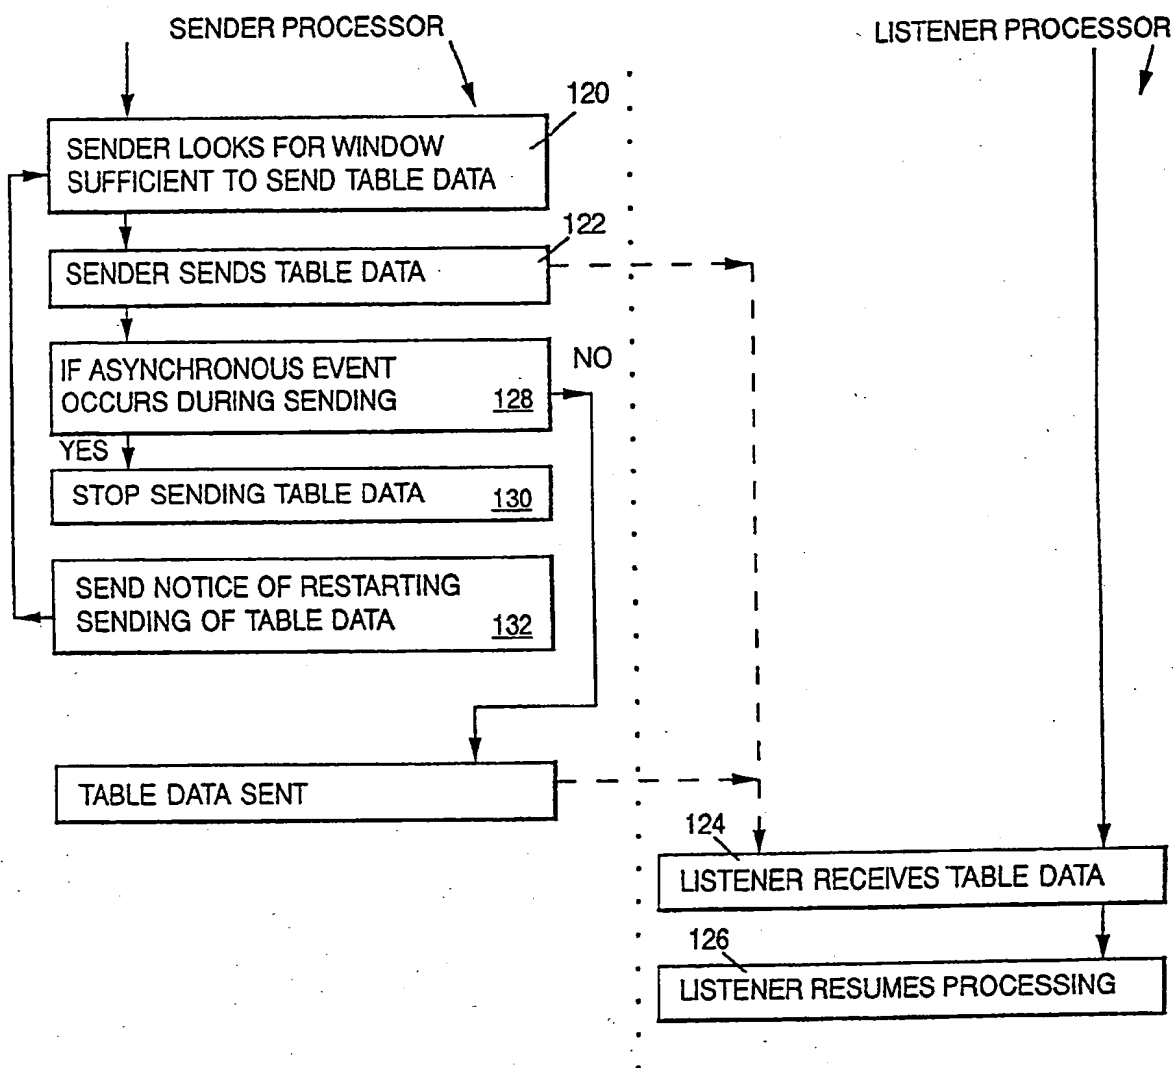 SENDER PROCESSOR
LISTENER PROCESSOR
120
SENDER LOOKS FOR WINDOW
SUFFICIENT TO SEND TABLE DATA
122
SENDER SENDS TABLE DATA
IF ASYNCHRONOUS EVENT
OCCURS DURING SENDING 128
NO
YES
STOP SENDING TABLE DATA 130
SEND NOTICE OF RESTARTING
SENDING OF TABLE DATA 132
TABLE DATA SENT
124
LISTENER RECEIVES TABLE DATA
126
LISTENER RESUMES PROCESSING